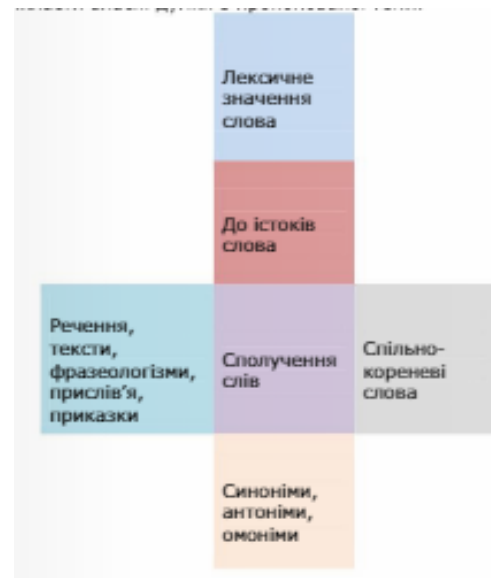 Лексичне
значення
слова
До істоків
слова
Речення,
тексти,
фразеологізми,
прислів'я,
приказки
Сполучення
слів
Спільно-
кореневі
слова
Синоніми,
антоніми,
омоніми